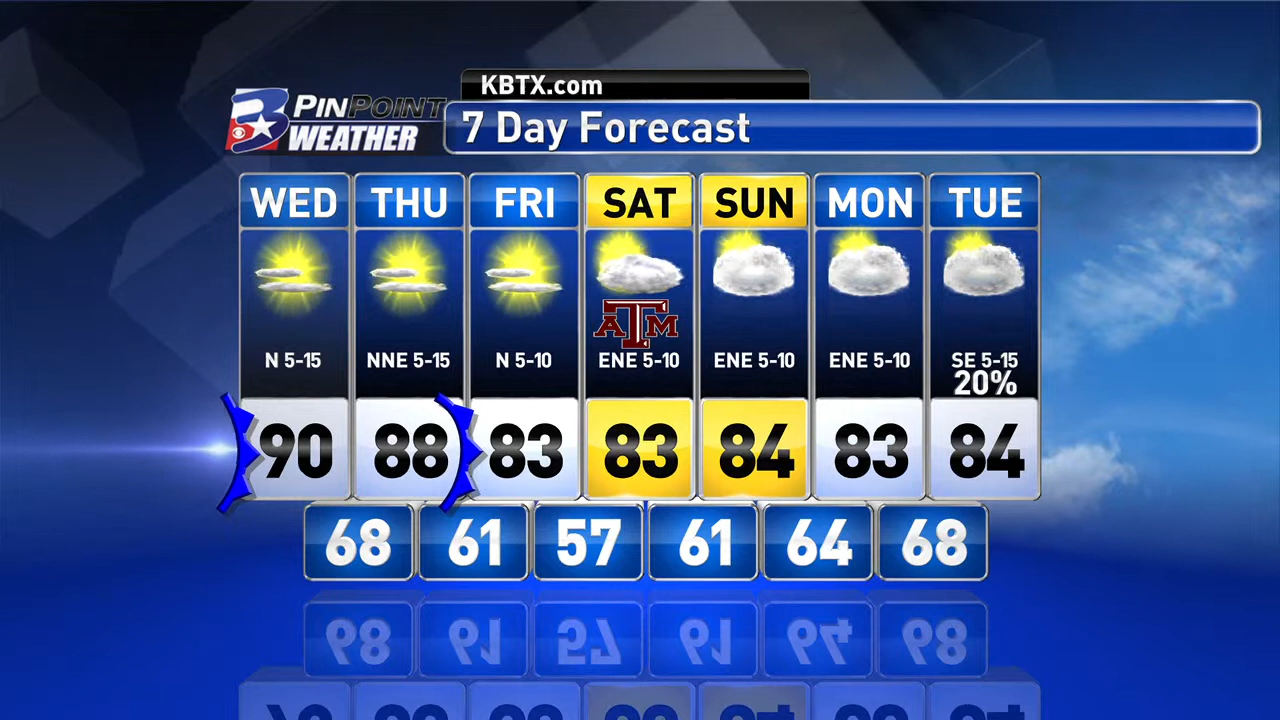 KBTX.com
3 PINPOINT
WEATHER
7 Day Forecast
WED THU FRI SAT SUN MON TUE
ATM
N 5-15 NNE 5-15 N 5-10 ENE 5-10 ENE 5-10 ENE 5-10 SE 5-15
20%
90 88 83 83 84 83 84
68 61 57 61 64 68